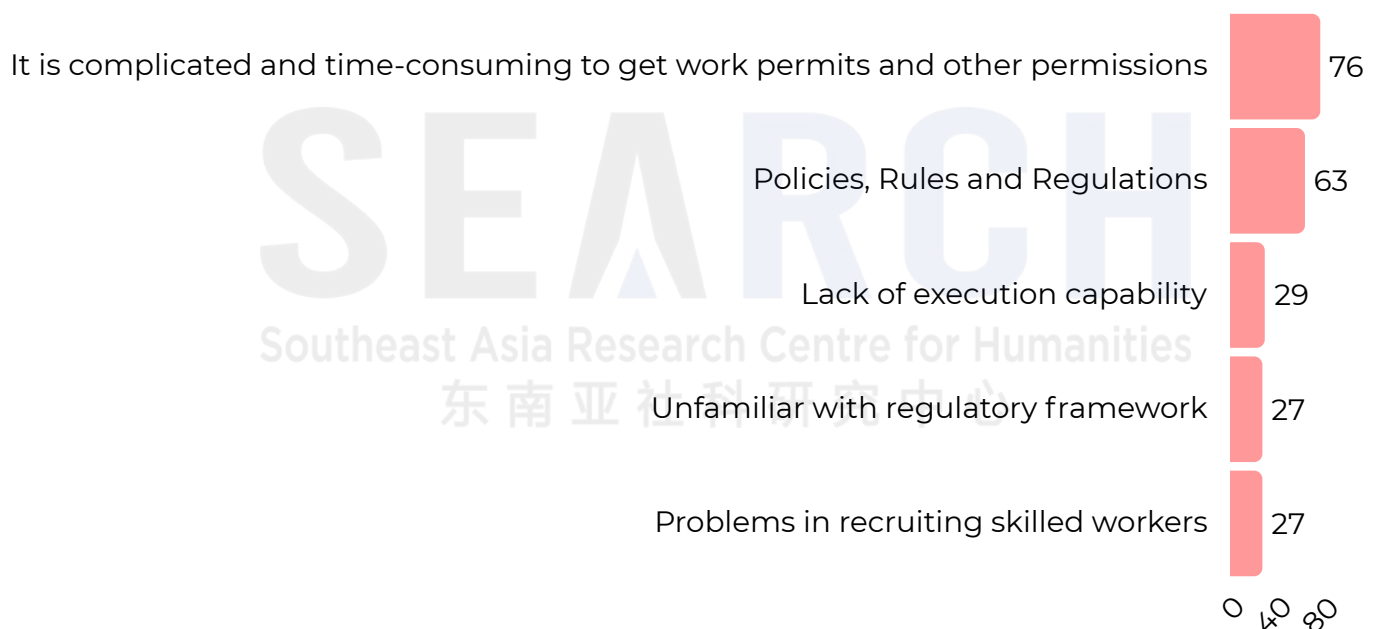 It is complicated and time-consuming to get work permits and other permissions
76
Policies, Rules and Regulations
63
Lack of execution capability
29
Unfamiliar with regulatory framework
27
Problems in recruiting skilled workers
27
0
40
80
SEARCH
Southeast Asia Research Centre for Humanities
东南亚社科研究中心